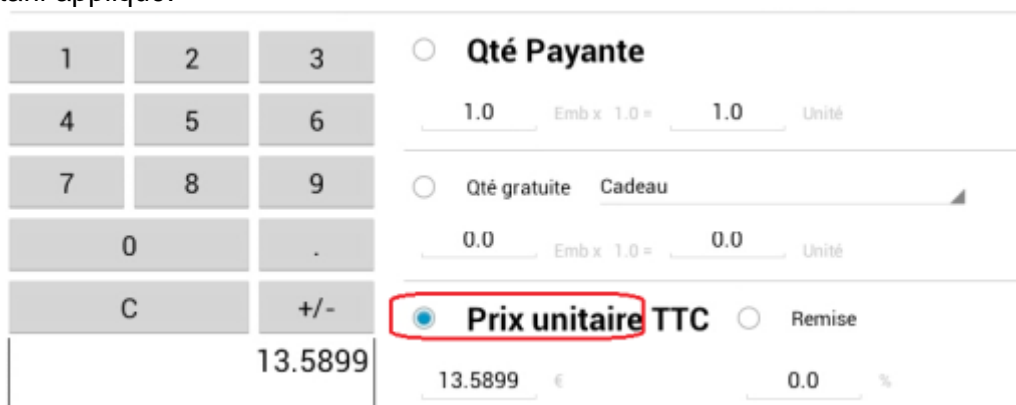 1 2 3
4 5 6
7 8 9
0 .
C +/-
13.5899
Qté Payante
1.0 Emb x 1.0 = 1.0 Unité
Qté gratuite Cadeau
0.0 Emb x 1.0 = 0.0 Unité
Prix unitaire TTC Remise
13.5899 € 0.0 %